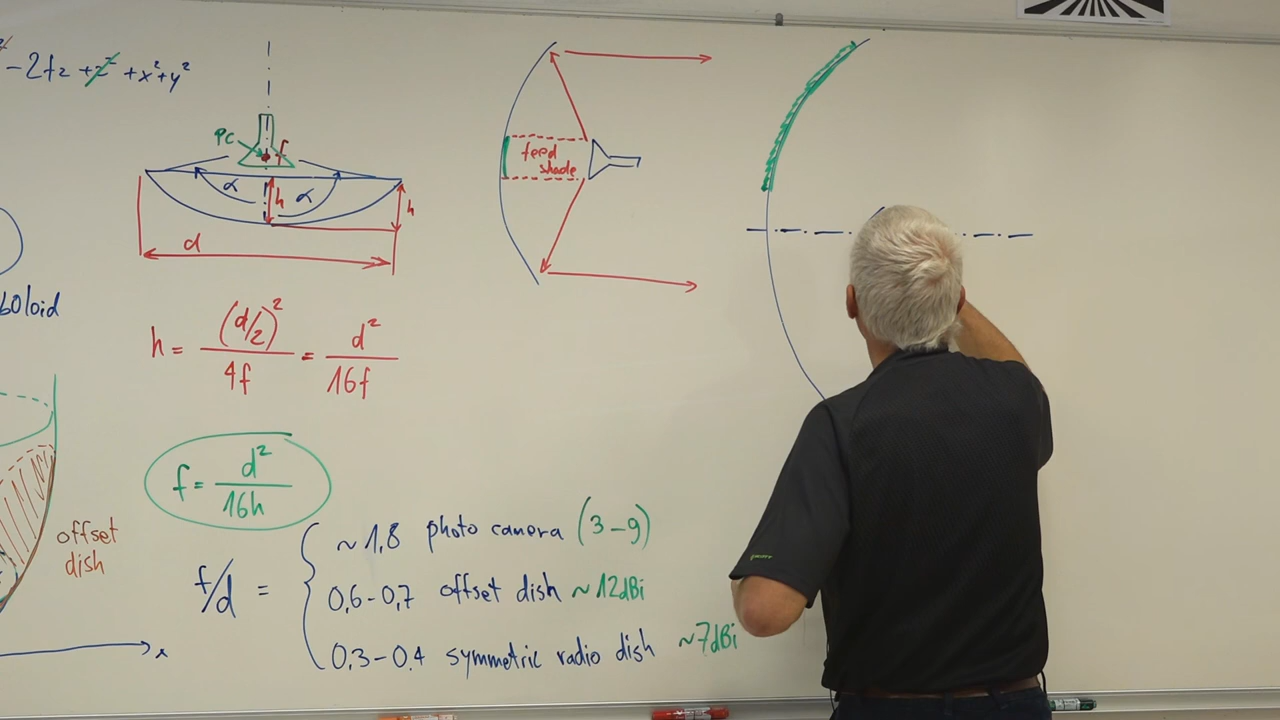 -2fz + z² + x² + y²
PC
f
α
h
α
h
d
feed
shade
boloid
h = (d/2)² / 4f = d² / 16f
f = d² / 16h
offset
dish
f/d =
~1,8 photo camera (3-9)
0,6-0,7 offset dish ~12dBi
0,3-0,4 symmetric radio dish ~7dBi
x